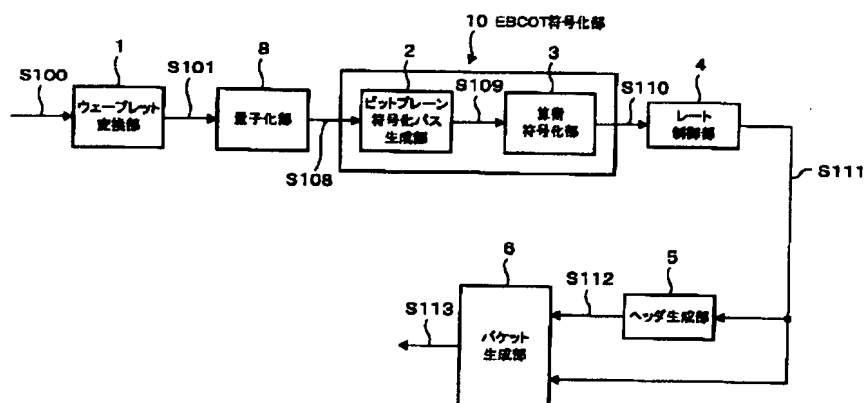 10 EBCOT符号化部
1
8
2
3
4
S100
S101
S109
S110
ウェーブレット
変換部
量子化部
ビットプレーン
符号化パス
生成部
算術
符号化部
レート
制御部
S108
S111
6
5
S112
S113
ヘッダ生成部
パケット
生成部